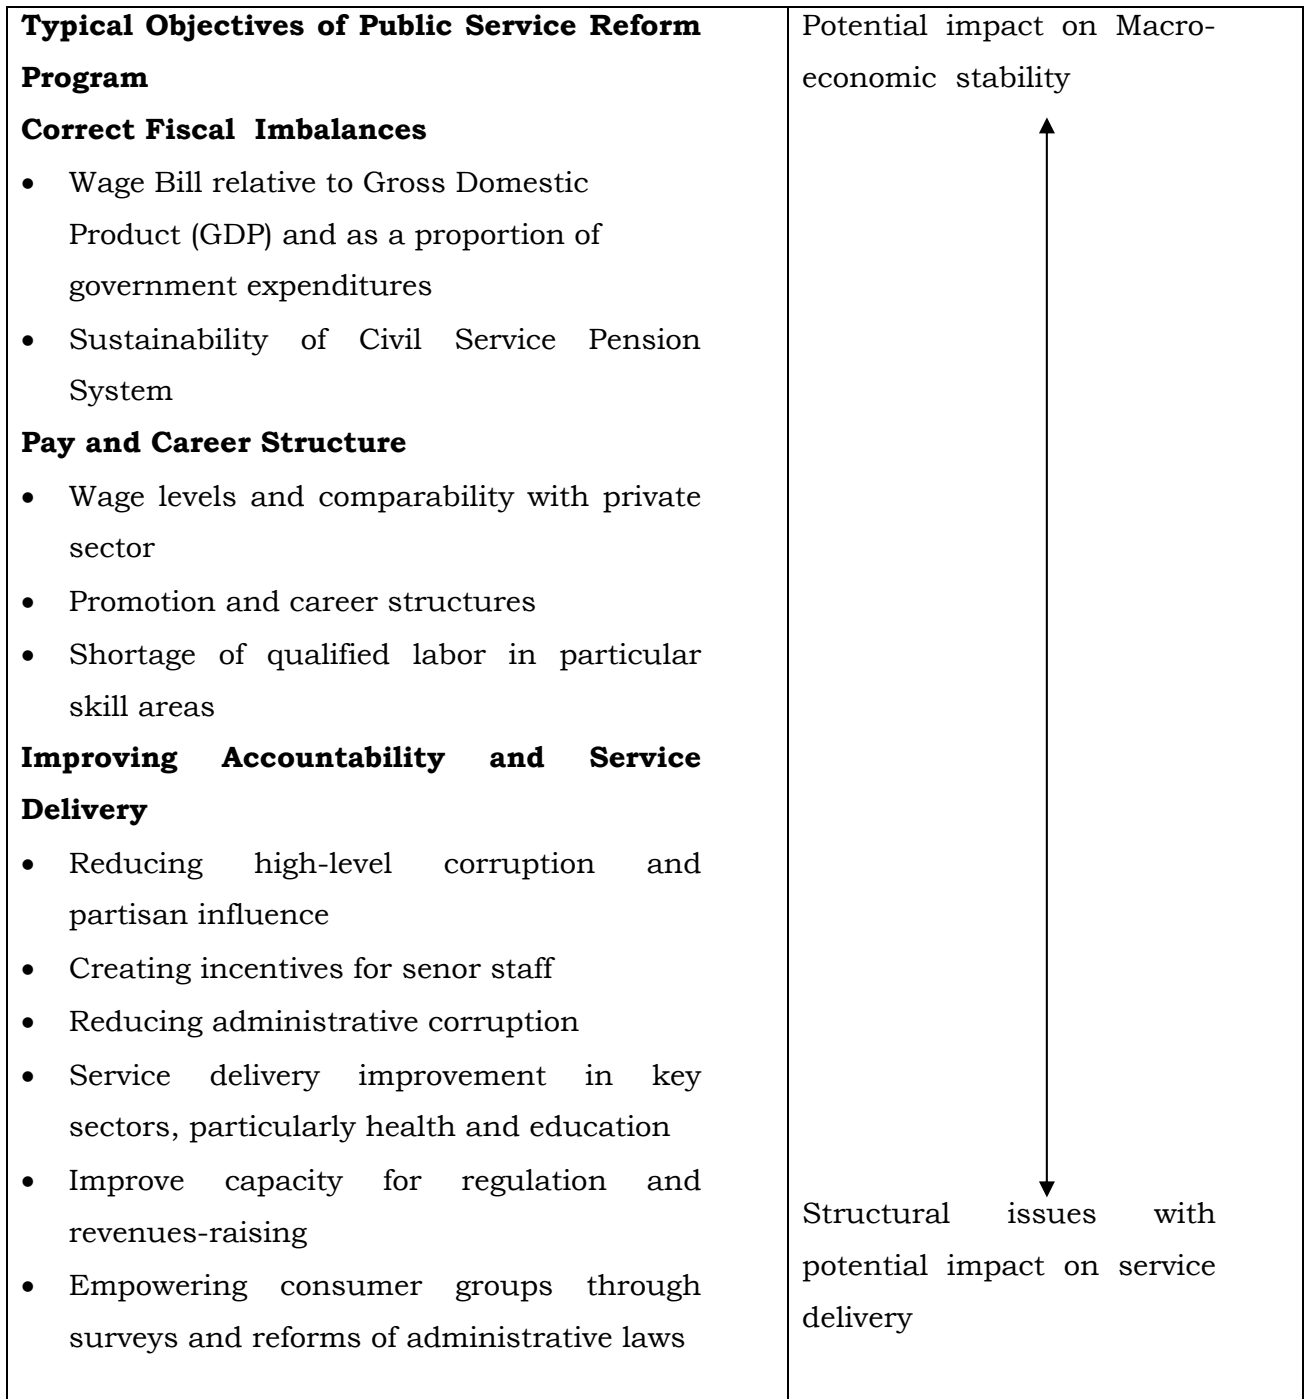 Typical Objectives of Public Service Reform
Program
Correct Fiscal Imbalances
• Wage Bill relative to Gross Domestic
Product (GDP) and as a proportion of
government expenditures
• Sustainability of Civil Service Pension
System
Pay and Career Structure
• Wage levels and comparability with private
sector
• Promotion and career structures
• Shortage of qualified labor in particular
skill areas
Improving Accountability and Service
Delivery
• Reducing high-level corruption and
partisan influence
• Creating incentives for senor staff
• Reducing administrative corruption
• Service delivery improvement in key
sectors, particularly health and education
• Improve capacity for regulation and
revenues-raising
• Empowering consumer groups through
surveys and reforms of administrative laws
Potential impact on Macro-
economic stability
Structural issues with
potential impact on service
delivery